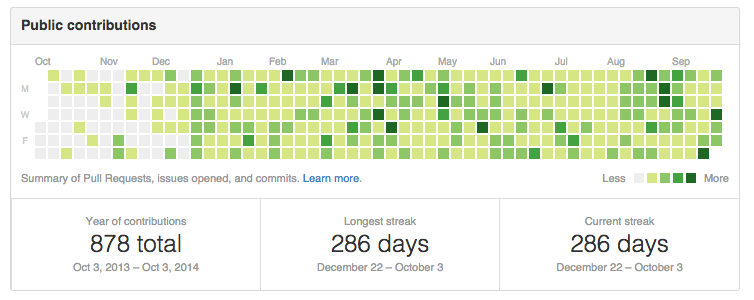 Public contributions
Oct Nov Dec Jan Feb Mar Apr May Jun Jul Aug Sep
M
W
F
Summary of Pull Requests, issues opened, and commits. Learn more. Less More
Year of contributions Longest streak Current streak
878 total 286 days 286 days
Oct 3, 2013 – Oct 3, 2014 December 22 – October 3 December 22 – October 3